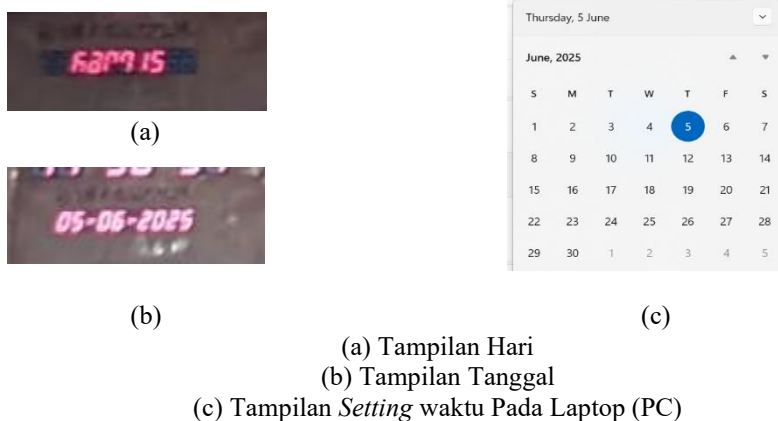 (a)
05-06-2025
(b)
Thursday, 5 June
June, 2025
S M T W T F S
1 2 3 4 5 6 7
8 9 10 11 12 13 14
15 16 17 18 19 20 21
22 23 24 25 26 27 28
29 30 1 2 3 4 5
(c)
(a) Tampilan Hari
(b) Tampilan Tanggal
(c) Tampilan Setting waktu Pada Laptop (PC)